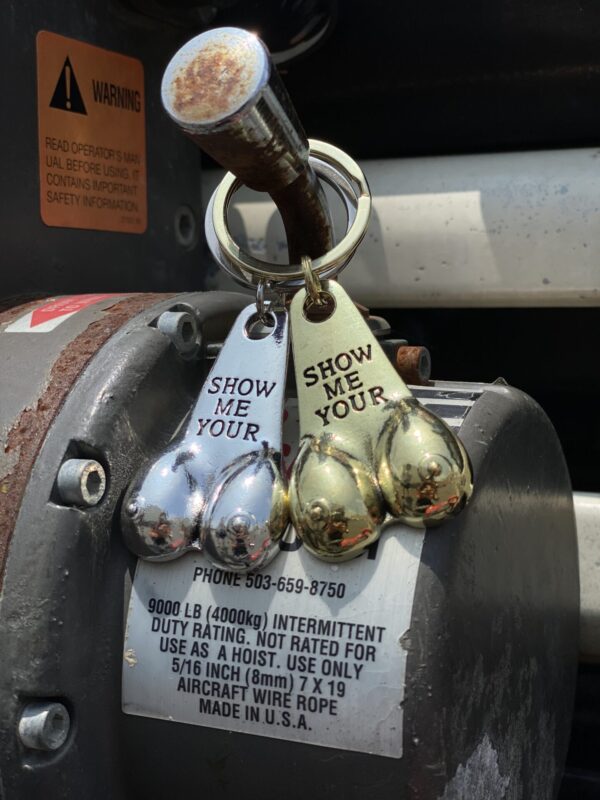 WARNING
READ OPERATOR'S MAN
UAL BEFORE USING. IT
CONTAINS IMPORTANT
SAFETY INFORMATION.
SHOW
ME
YOUR
SHOW
ME
YOUR
PHONE 503-659-8750
9000 LB (4000kg) INTERMITTENT
DUTY RATING. NOT RATED FOR
USE AS A HOIST. USE ONLY
5/16 INCH (8mm) 7 X 19
AIRCRAFT WIRE ROPE
MADE IN U.S.A.